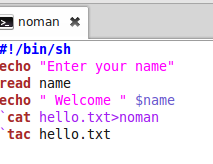 noman
#!/bin/sh
echo "Enter your name"
read name
echo " Welcome " $name
`cat hello.txt>noman
`tac hello.txt